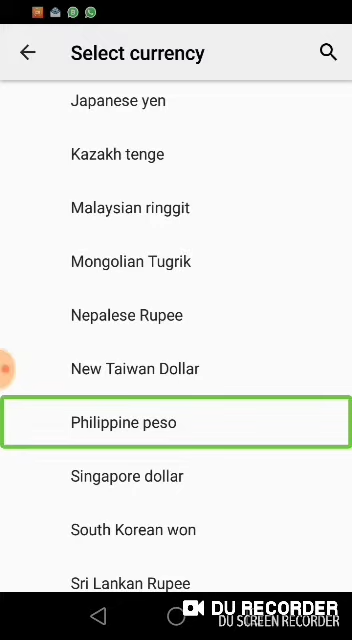 Select currency
Japanese yen
Kazakh tenge
Malaysian ringgit
Mongolian Tugrik
Nepalese Rupee
New Taiwan Dollar
Philippine peso
Singapore dollar
South Korean won
Sri Lankan Rupee
DU RECORDER
DU SCREEN RECORDER